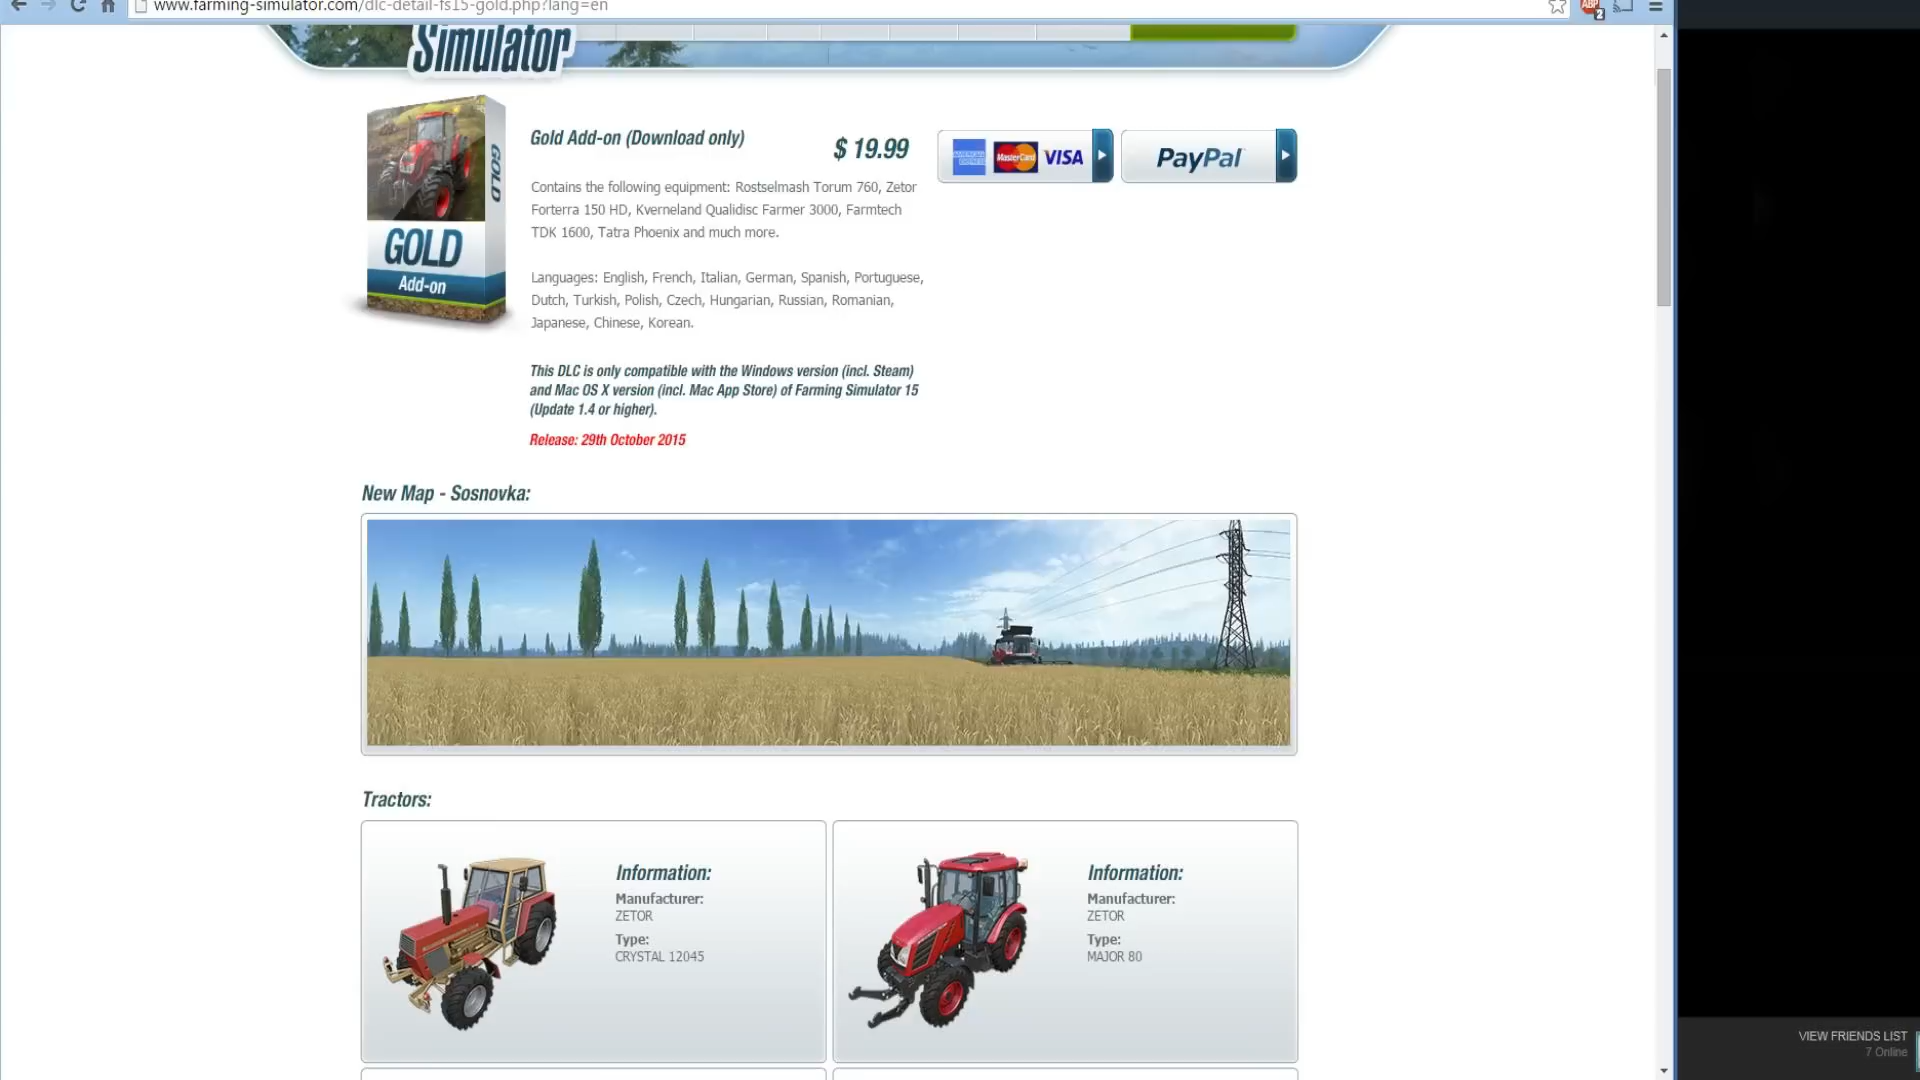 www.farming-simulator.com/dlc-detail-fs15-gold.php?lang=en
ABP
2
Simulator
GOLD
GOLD
Add-on
Gold Add-on (Download only)
$ 19.99
AMERICAN EXPRESS
MasterCard
VISA
PayPal
Contains the following equipment: Rostselmash Torum 760, Zetor
Forterra 150 HD, Kverneland Qualidisc Farmer 3000, Farmtech
TDK 1600, Tatra Phoenix and much more.
Languages: English, French, Italian, German, Spanish, Portuguese,
Dutch, Turkish, Polish, Czech, Hungarian, Russian, Romanian,
Japanese, Chinese, Korean.
This DLC is only compatible with the Windows version (incl. Steam)
and Mac OS X version (incl. Mac App Store) of Farming Simulator 15
(Update 1.4 or higher).
Release: 29th October 2015
New Map - Sosnovka:
Tractors:
Information:
Manufacturer:
ZETOR
Type:
CRYSTAL 12045
Information:
Manufacturer:
ZETOR
Type:
MAJOR 80
VIEW FRIENDS LIST
7 Online